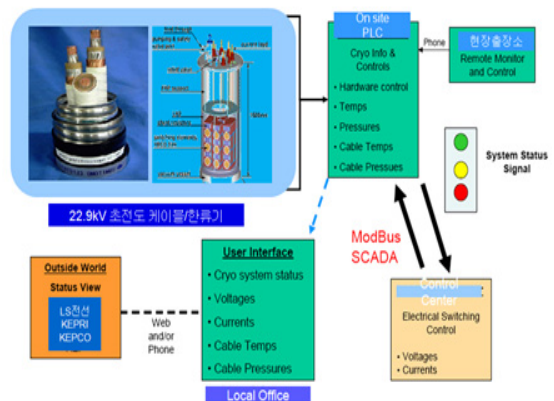 On site
PLC
Cryo Info &
Controls
• Hardware control
• Temps
• Pressures
• Cable Temps
• Cable Pressues
Phone
현장출장소
Remote Monitor
and Control
System Status
Signal
22.9kV 초전도 케이블/한류기
ModBus
SCADA
Outside World
Status View
LS전선
KEPRI
KEPCO
Web
and/or
Phone
User Interface
• Cryo system status
• Voltages
• Currents
• Cable Temps
• Cable Pressures
Local Office
Control
Center
Electrical Switching
Control
• Voltages
• Currents